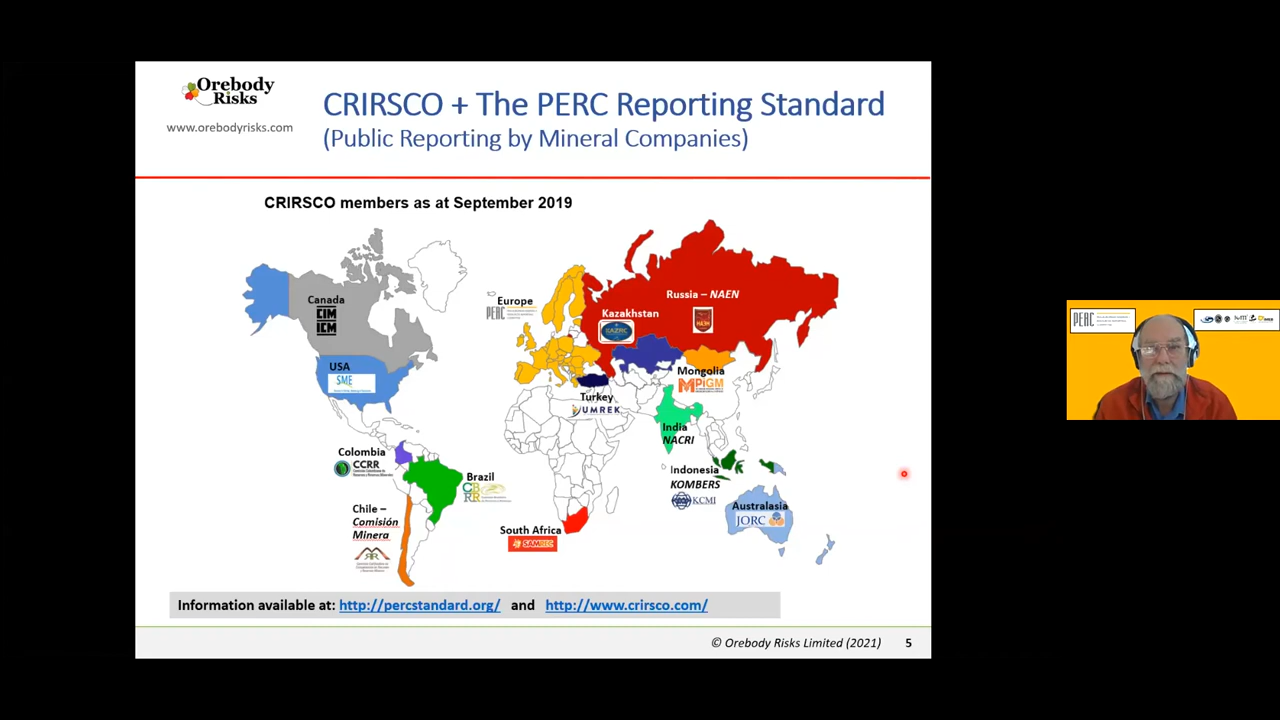 Orebody
Risks
www.orebodyrisks.com
CRIRSCO + The PERC Reporting Standard
(Public Reporting by Mineral Companies)
CRIRSCO members as at September 2019
Canada
CIM
ICM
USA
SME
Europe
PERC
Russia – NAEN
Kazakhstan
KAZRC
Mongolia
MPIGM
Turkey
UMREK
India
NACRI
Colombia
CCRR
Brazil
CB
RR
Indonesia
KOMBERS
KCMI
Chile –
Comisión
Minera
South Africa
SAMREC
Australasia
JORC
Information available at: http://percstandard.org/ and http://www.crirsco.com/
© Orebody Risks Limited (2021) 5
PERC